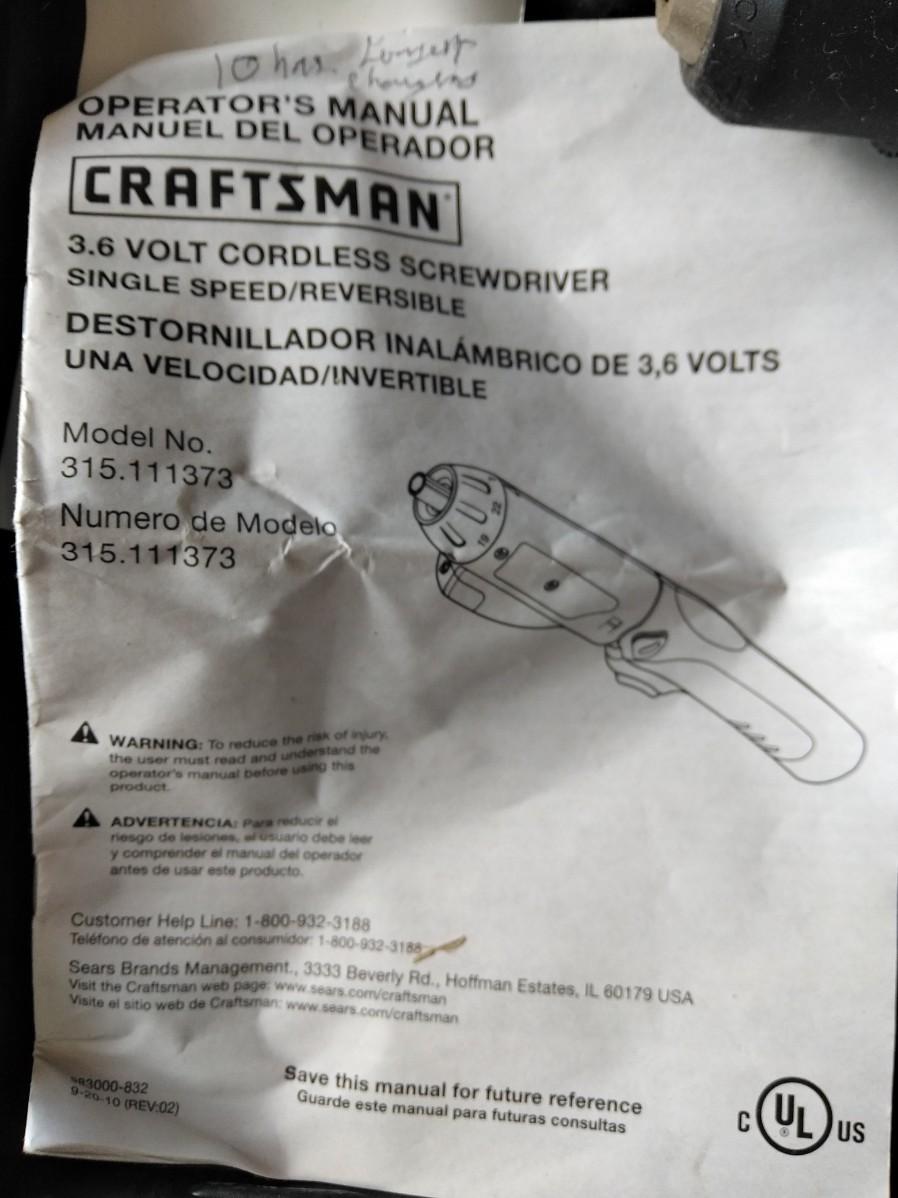 10 hrs. Longest
OPERATOR'S MANUAL
MANUEL DEL OPERADOR
CRAFTSMAN®
3.6 VOLT CORDLESS SCREWDRIVER
SINGLE SPEED/REVERSIBLE
DESTORNILLADOR INALÁMBRICO DE 3,6 VOLTS
UNA VELOCIDAD/INVERTIBLE
Model No.
315.111373
Numero de Modelo
315.111373
22
19
WARNING: To reduce the risk of injury,
the user must read and understand the
operator's manual before using this
product.
ADVERTENCIA: Para reducir el
riesgo de lesiones, el usuario debe leer
y comprender el manual del operador
antes de usar este producto.
Customer Help Line: 1-800-932-3188
Teléfono de atención al consumidor: 1-800-932-3188
Sears Brands Management., 3333 Beverly Rd., Hoffman Estates, IL 60179 USA
Visit the Craftsman web page: www.sears.com/craftsman
Visite el sitio web de Craftsman: www.sears.com/craftsman
983000-832
9-20-10 (REV:02)
Save this manual for future reference
Guarde este manual para futuras consultas
C UL® US